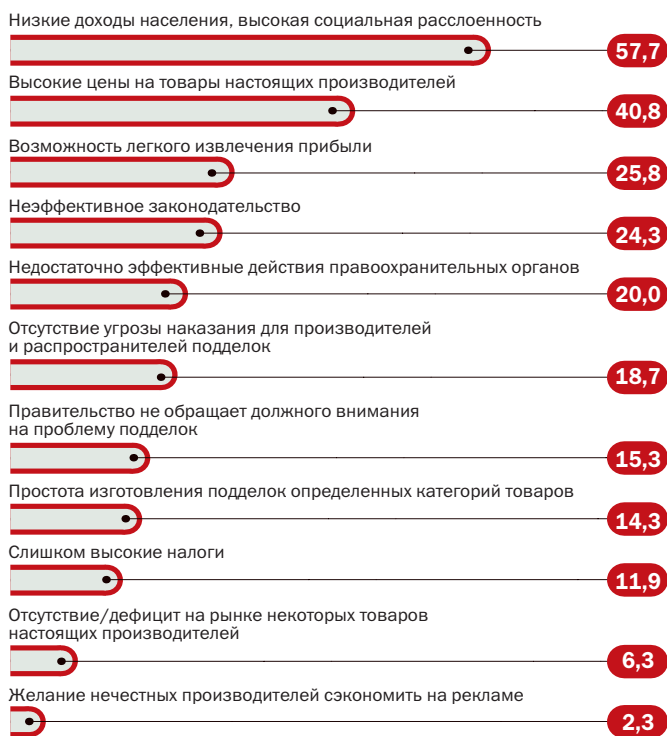 Низкие доходы населения, высокая социальная расслоенность
57,7
Высокие цены на товары настоящих производителей
40,8
Возможность легкого извлечения прибыли
25,8
Неэффективное законодательство
24,3
Недостаточно эффективные действия правоохранительных органов
20,0
Отсутствие угрозы наказания для производителей
и распространителей подделок
18,7
Правительство не обращает должного внимания
на проблему подделок
15,3
Простота изготовления подделок определенных категорий товаров
14,3
Слишком высокие налоги
11,9
Отсутствие/дефицит на рынке некоторых товаров
настоящих производителей
6,3
Желание нечестных производителей сэкономить на рекламе
2,3